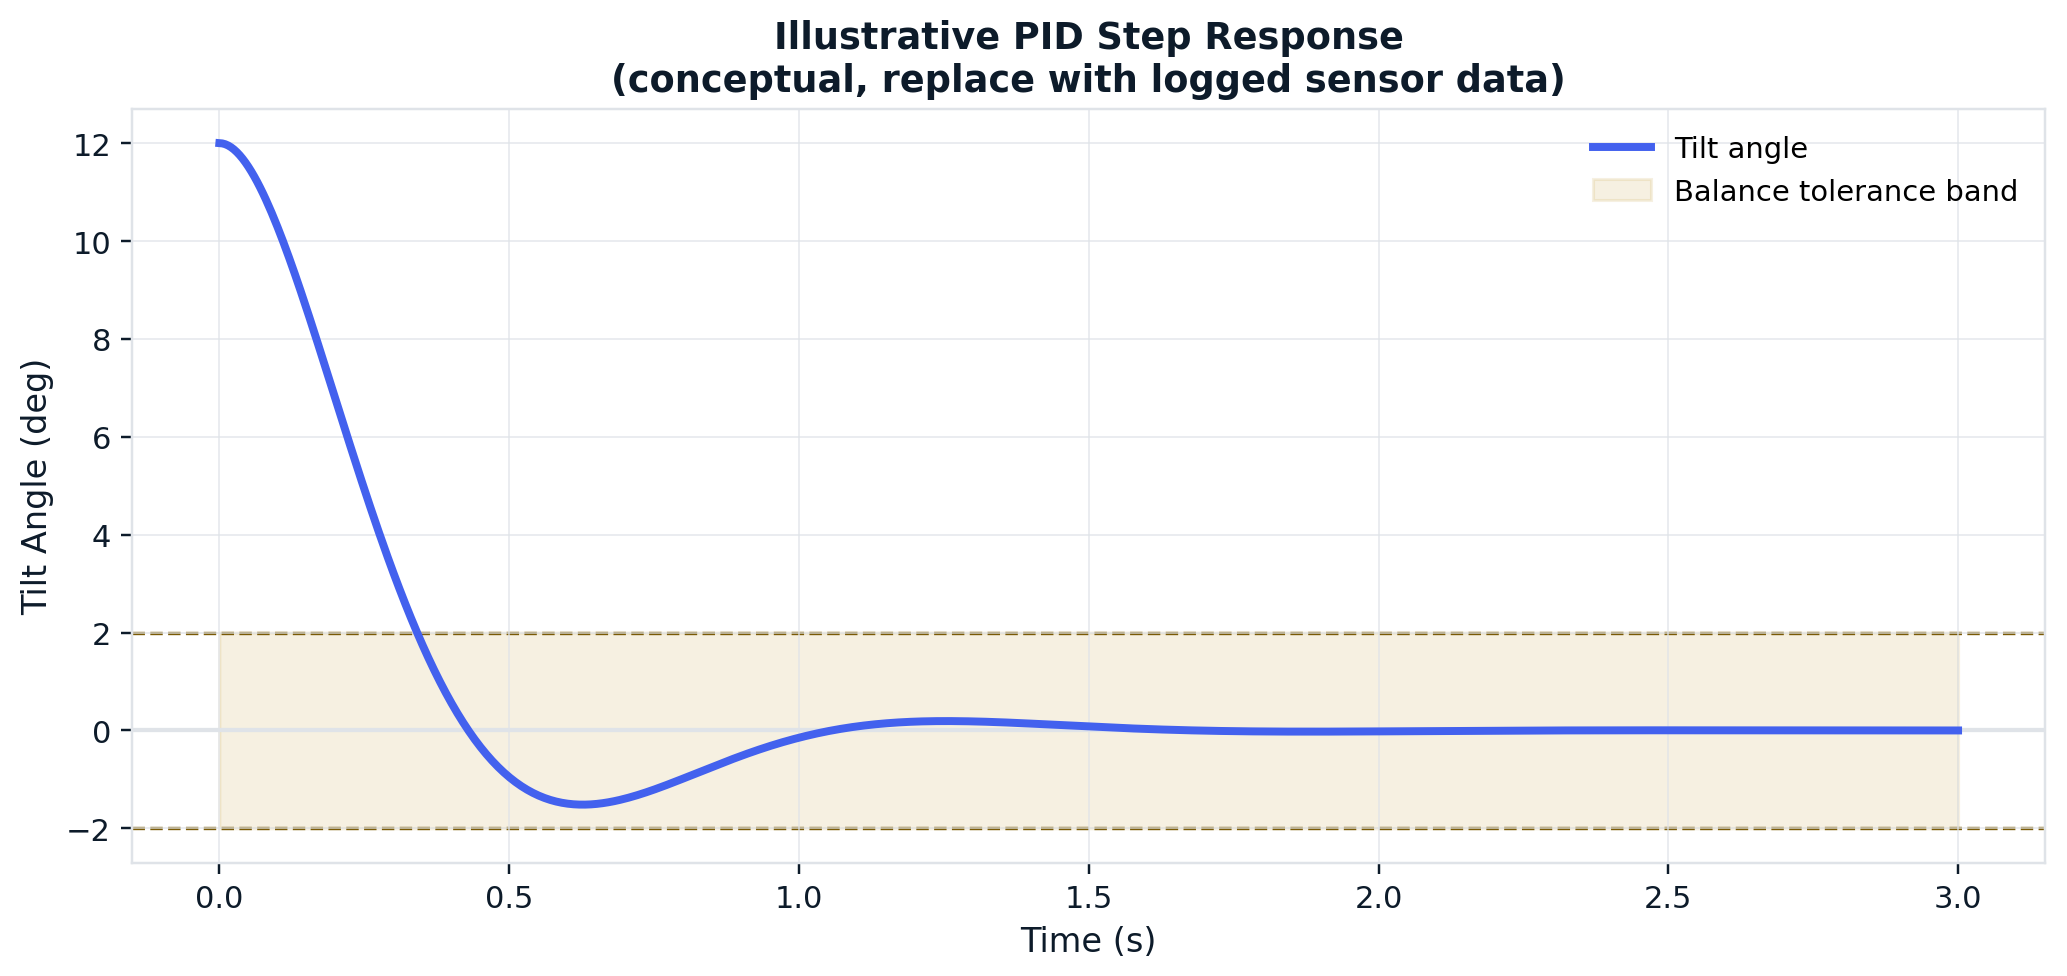 Illustrative PID Step Response
(conceptual, replace with logged sensor data)
Tilt angle
Balance tolerance band
Tilt Angle (deg)
12
10
8
6
4
2
0
−2
0.0 0.5 1.0 1.5 2.0 2.5 3.0
Time (s)